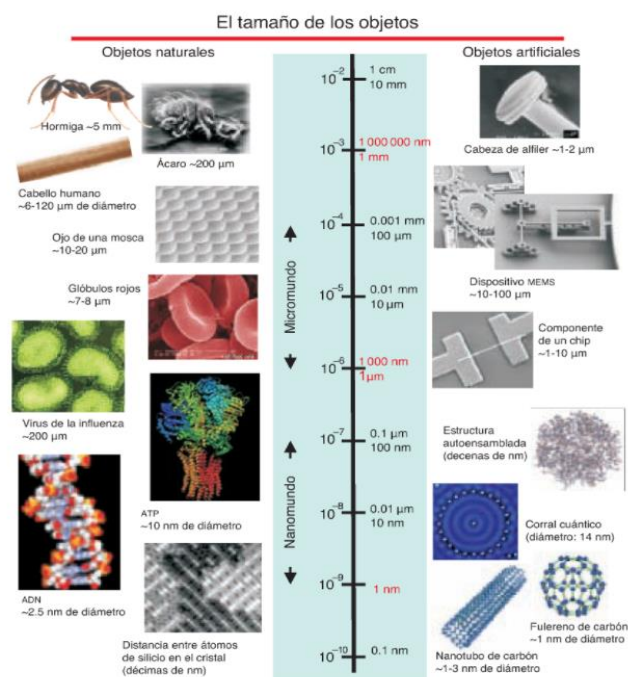 El tamaño de los objetos
Objetos naturales
Hormiga ~5 mm
Ácaro ~200 µm
Cabello humano
~6-120 µm de diámetro
Ojo de una mosca
~10-20 µm
Glóbulos rojos
~7-8 µm
Virus de la influenza
~200 µm
ATP
~10 nm de diámetro
ADN
~2.5 nm de diámetro
Distancia entre átomos
de silicio en el cristal
(décimas de nm)
10⁻² 1 cm
10 mm
10⁻³ 1 000 000 nm
1 mm
10⁻⁴ 0.001 mm
100 µm
10⁻⁵ 0.01 mm
10 µm
10⁻⁶ 1 000 nm
1µm
10⁻⁷ 0.1 µm
100 nm
10⁻⁸ 0.01 µm
10 nm
10⁻⁹ 1 nm
10⁻¹⁰ 0.1 nm
Micromundo
Nanomundo
Objetos artificiales
Cabeza de alfiler ~1-2 µm
Dispositivo MEMS
~10-100 µm
Componente
de un chip
~1-10 µm
Estructura
autoensamblada
(decenas de nm)
Corral cuántico
(diámetro: 14 nm)
Fulereno de carbón
~1 nm de diámetro
Nanotubo de carbón
~1-3 nm de diámetro